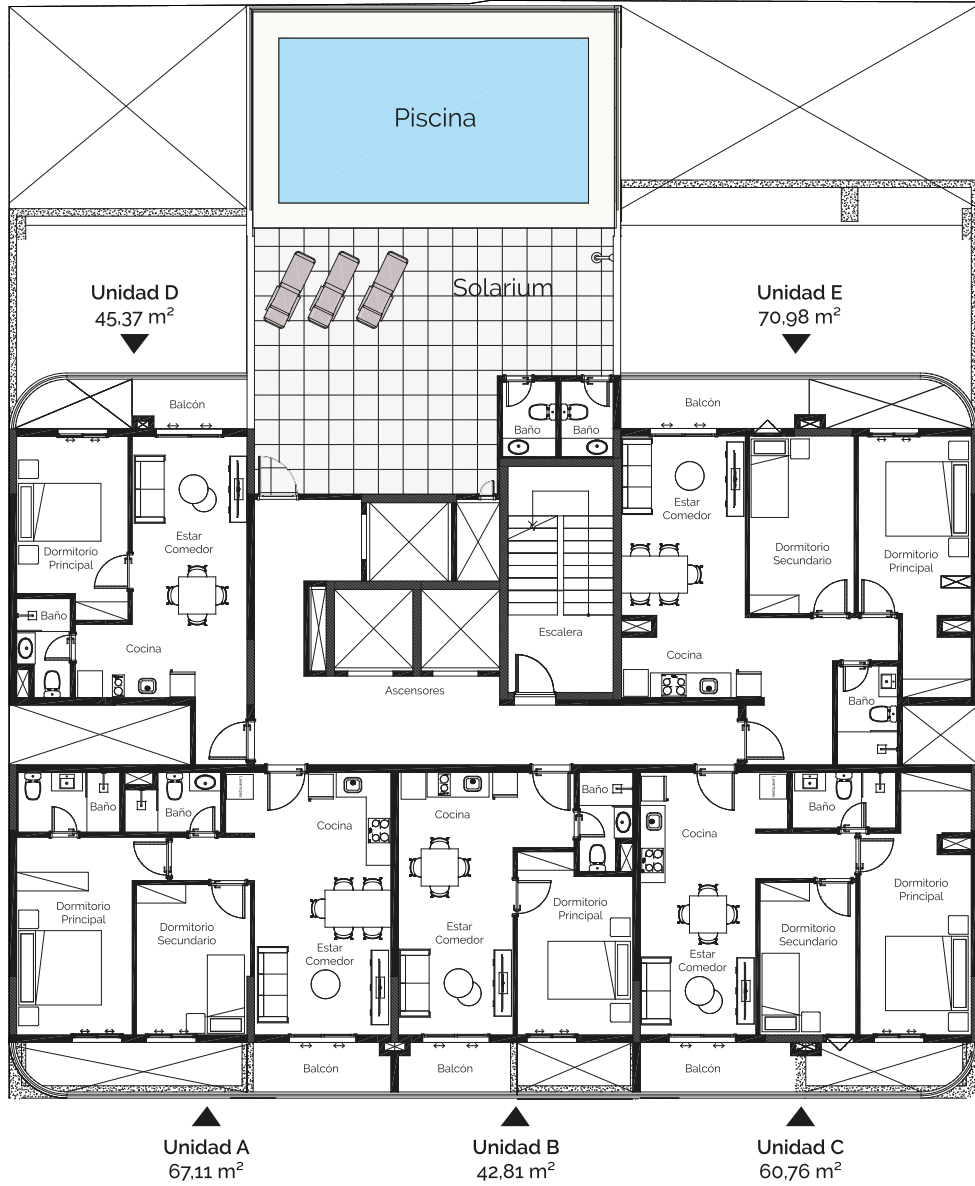 Piscina
Solarium
Unidad D
45,37 m²
Unidad E
70,98 m²
Balcón
Balcón
Baño
Baño
Estar
Comedor
Dormitorio
Principal
Estar
Comedor
Dormitorio
Secundario
Dormitorio
Principal
Baño
Cocina
Escalera
Cocina
Ascensores
Baño
Baño
Baño
Cocina
Cocina
Baño
Cocina
Baño
Dormitorio
Principal
Dormitorio
Secundario
Estar
Comedor
Estar
Comedor
Dormitorio
Principal
Estar
Comedor
Dormitorio
Secundario
Dormitorio
Principal
Balcón
Balcón
Balcón
Unidad A
67,11 m²
Unidad B
42,81 m²
Unidad C
60,76 m²